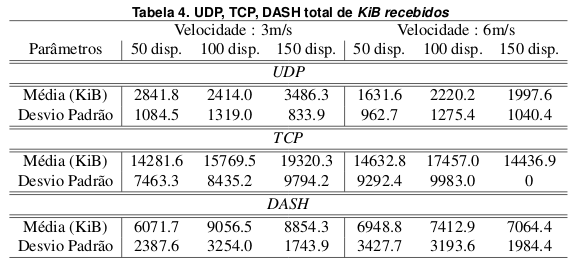 Tabela 4. UDP, TCP, DASH total de KiB recebidos
Velocidade : 3m/s Velocidade : 6m/s
Parâmetros 50 disp. 100 disp. 150 disp. 50 disp. 100 disp. 150 disp.
UDP
Média (KiB) 2841.8 2414.0 3486.3 1631.6 2220.2 1997.6
Desvio Padrão 1084.5 1319.0 833.9 962.7 1275.4 1040.4
TCP
Média (KiB) 14281.6 15769.5 19320.3 14632.8 17457.0 14436.9
Desvio Padrão 7463.3 8435.2 9794.2 9292.4 9983.0 0
DASH
Média (KiB) 6071.7 9056.5 8854.3 6948.8 7412.9 7064.4
Desvio Padrão 2387.6 3254.0 1743.9 3427.7 3193.6 1984.4